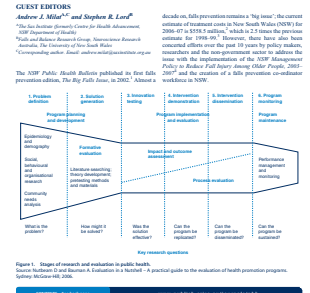 GUEST EDITORS
Andrew J. Milat and Stephen R. Lord
The Sax Institute (formerly Centre for Health Advancement,
NSW Department of Health)
Falls and Balance Research Group, Neuroscience Research
Australia, The University of New South Wales
Corresponding author. Email: andrew.milat@saxinstitute.org.au
The NSW Public Health Bulletin published its first falls
prevention edition, The Big Falls Issue, in 2002. Almost a
decade on, falls prevention remains a 'big issue'; the current
estimate of treatment costs in New South Wales (NSW) for
2006–07 is $558.5 million, which is 2.5 times the previous
estimate for 1998–99. However, there have also been
concerted efforts over the past 10 years by policy makers,
researchers and the non-government sector to address the
issue with the implementation of the NSW Management
Policy to Reduce Fall Injury Among Older People, 2003–
2007 and the creation of a falls prevention co-ordinator
workforce in NSW.
1. Problem
definition
2. Solution
generation
3. Innovation
testing
4. Intervention
demonstration
5. Intervention
dissemination
6. Program
monitoring
Program planning
and development
Program implementation
and evaluation
Program
maintenance
Epidemiology
and
demography
Social,
behavioural
and
organisational
research
Community
needs
analysis
Formative
evaluation
Literature searching;
theory development;
pretesting methods
and materials
Impact and outcome
assessment
Process evaluation
Performance
management
and
monitoring
What is the
problem?
How might it
be solved?
Was the
solution
effective?
Can the
program be
replicated?
Can the
program be
disseminated?
Can the
program be
sustained?
Key research questions
Figure 1. Stages of research and evaluation in public health.
Source: Nutbeam D and Bauman A. Evaluation in a Nutshell – A practical guide to the evaluation of health promotion programs.
Sydney: McGraw-Hill; 2006.